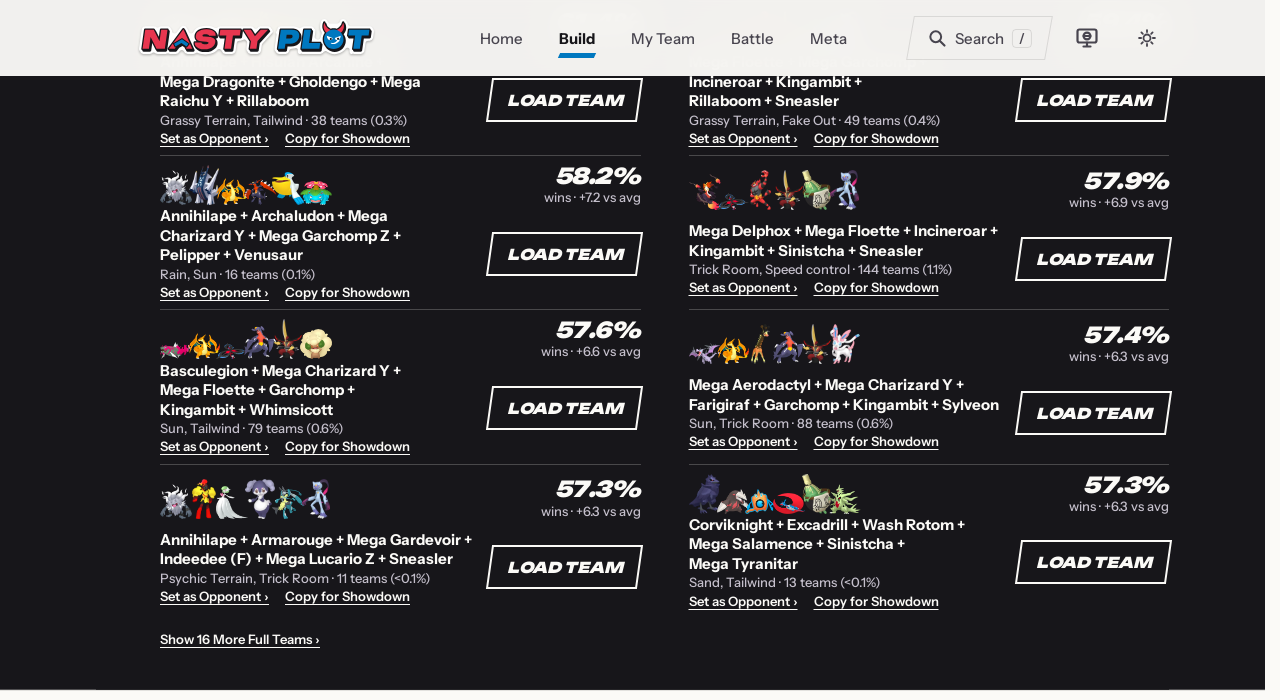 NASTY PLOT
Home
Build
My Team
Battle
Meta
Search /
Mega Dragonite + Gholdengo + Mega
Raichu Y + Rillaboom
Grassy Terrain, Tailwind · 38 teams (0.3%)
Set as Opponent ›
Copy for Showdown
LOAD TEAM
Incineroar + Kingambit +
Rillaboom + Sneasler
Grassy Terrain, Fake Out · 49 teams (0.4%)
Set as Opponent ›
Copy for Showdown
LOAD TEAM
58.2%
wins · +7.2 vs avg
Annihilape + Archaludon + Mega
Charizard Y + Mega Garchomp Z +
Pelipper + Venusaur
Rain, Sun · 16 teams (0.1%)
Set as Opponent ›
Copy for Showdown
LOAD TEAM
57.9%
wins · +6.9 vs avg
Mega Delphox + Mega Floette + Incineroar +
Kingambit + Sinistcha + Sneasler
Trick Room, Speed control · 144 teams (1.1%)
Set as Opponent ›
Copy for Showdown
LOAD TEAM
57.6%
wins · +6.6 vs avg
Basculegion + Mega Charizard Y +
Mega Floette + Garchomp +
Kingambit + Whimsicott
Sun, Tailwind · 79 teams (0.6%)
Set as Opponent ›
Copy for Showdown
LOAD TEAM
57.4%
wins · +6.3 vs avg
Mega Aerodactyl + Mega Charizard Y +
Farigiraf + Garchomp + Kingambit + Sylveon
Sun, Trick Room · 88 teams (0.6%)
Set as Opponent ›
Copy for Showdown
LOAD TEAM
57.3%
wins · +6.3 vs avg
Annihilape + Armarouge + Mega Gardevoir +
Indeedee (F) + Mega Lucario Z + Sneasler
Psychic Terrain, Trick Room · 11 teams (<0.1%)
Set as Opponent ›
Copy for Showdown
LOAD TEAM
57.3%
wins · +6.3 vs avg
Corviknight + Excadrill + Wash Rotom +
Mega Salamence + Sinistcha +
Mega Tyranitar
Sand, Tailwind · 13 teams (<0.1%)
Set as Opponent ›
Copy for Showdown
LOAD TEAM
Show 16 More Full Teams ›